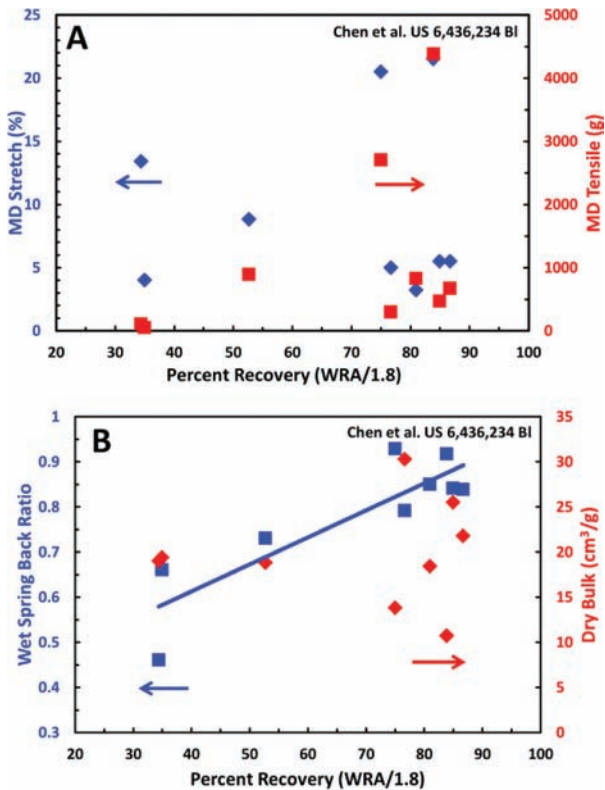 A
Chen et al. US 6,436,234 Bl
MD Stretch (%)
25
20
15
10
5
0
MD Tensile (g)
5000
4000
3000
2000
1000
0
20 30 40 50 60 70 80 90 100
Percent Recovery (WRA/1.8)
B
Chen et al. US 6,436,234 Bl
Wet Spring Back Ratio
1
0.9
0.8
0.7
0.6
0.5
0.4
0.3
Dry Bulk (cm³/g)
35
30
25
20
15
10
5
0
20 30 40 50 60 70 80 90 100
Percent Recovery (WRA/1.8)